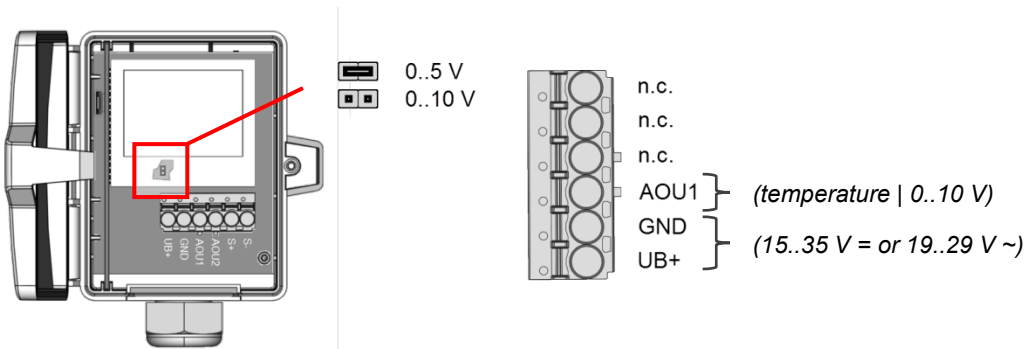 0..5 V
0..10 V
UB+
GND
AOU1
AOU2
S+
S-
n.c.
n.c.
n.c.
AOU1
(temperature | 0..10 V)
GND
(15..35 V = or 19..29 V ~)
UB+